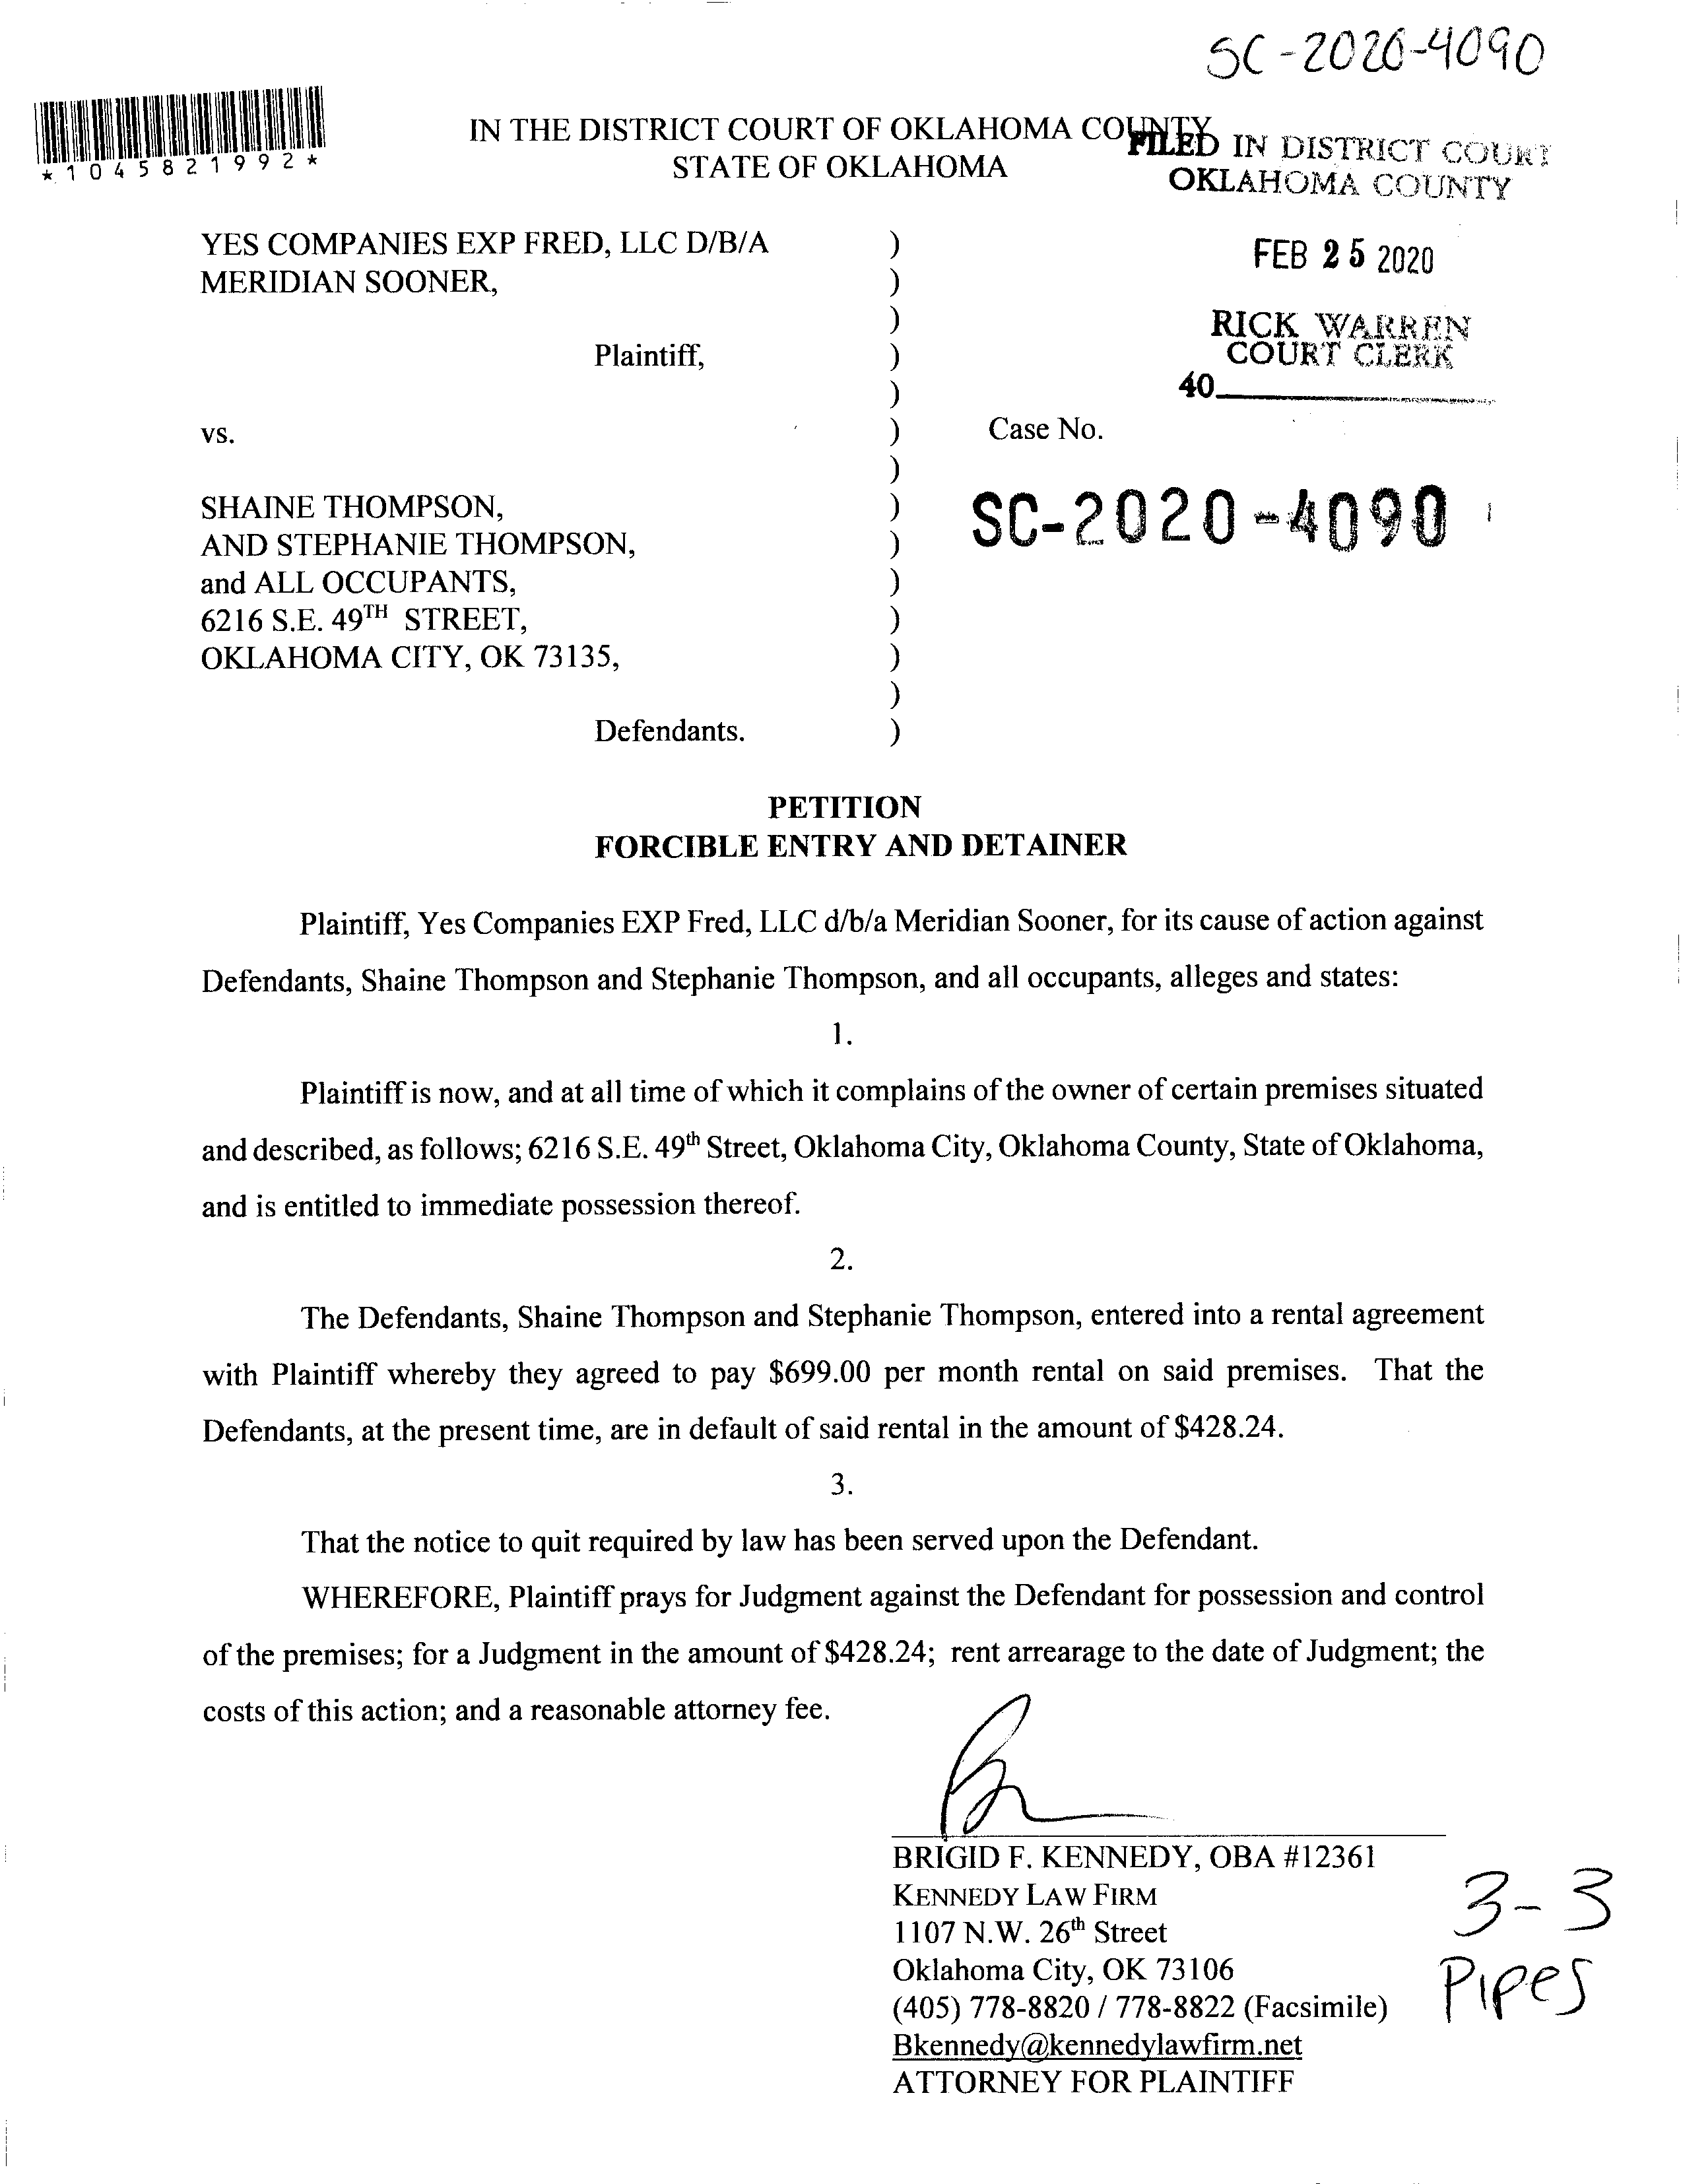 SC-2020-4090
*1045821992*
IN THE DISTRICT COURT OF OKLAHOMA COUNTY
STATE OF OKLAHOMA
FILED IN DISTRICT COURT
OKLAHOMA COUNTY
FEB 25 2020
RICK WARREN
COURT CLERK
40
YES COMPANIES EXP FRED, LLC D/B/A )
MERIDIAN SOONER, )
)
Plaintiff, )
)
vs. ) Case No.
)
SHAINE THOMPSON, ) SC-2020-4090
AND STEPHANIE THOMPSON, )
and ALL OCCUPANTS, )
6216 S.E. 49TH STREET, )
OKLAHOMA CITY, OK 73135, )
)
Defendants. )
PETITION
FORCIBLE ENTRY AND DETAINER
Plaintiff, Yes Companies EXP Fred, LLC d/b/a Meridian Sooner, for its cause of action against
Defendants, Shaine Thompson and Stephanie Thompson, and all occupants, alleges and states:
1.
Plaintiff is now, and at all time of which it complains of the owner of certain premises situated
and described, as follows; 6216 S.E. 49th Street, Oklahoma City, Oklahoma County, State of Oklahoma,
and is entitled to immediate possession thereof.
2.
The Defendants, Shaine Thompson and Stephanie Thompson, entered into a rental agreement
with Plaintiff whereby they agreed to pay $699.00 per month rental on said premises. That the
Defendants, at the present time, are in default of said rental in the amount of $428.24.
3.
That the notice to quit required by law has been served upon the Defendant.
WHEREFORE, Plaintiff prays for Judgment against the Defendant for possession and control
of the premises; for a Judgment in the amount of $428.24; rent arrearage to the date of Judgment; the
costs of this action; and a reasonable attorney fee.
BRIGID F. KENNEDY, OBA #12361
KENNEDY LAW FIRM
1107 N.W. 26th Street
Oklahoma City, OK 73106
(405) 778-8820 / 778-8822 (Facsimile)
Bkennedy@kennedylawfirm.net
ATTORNEY FOR PLAINTIFF
3-3
Pipes